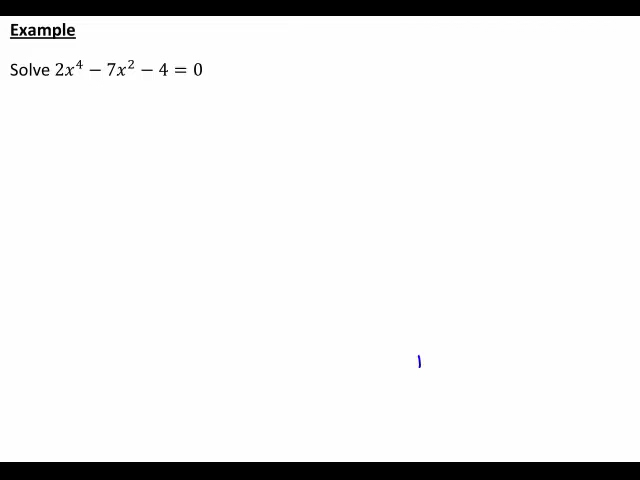 Example
Solve 2𝑥⁴ − 7𝑥² − 4 = 0